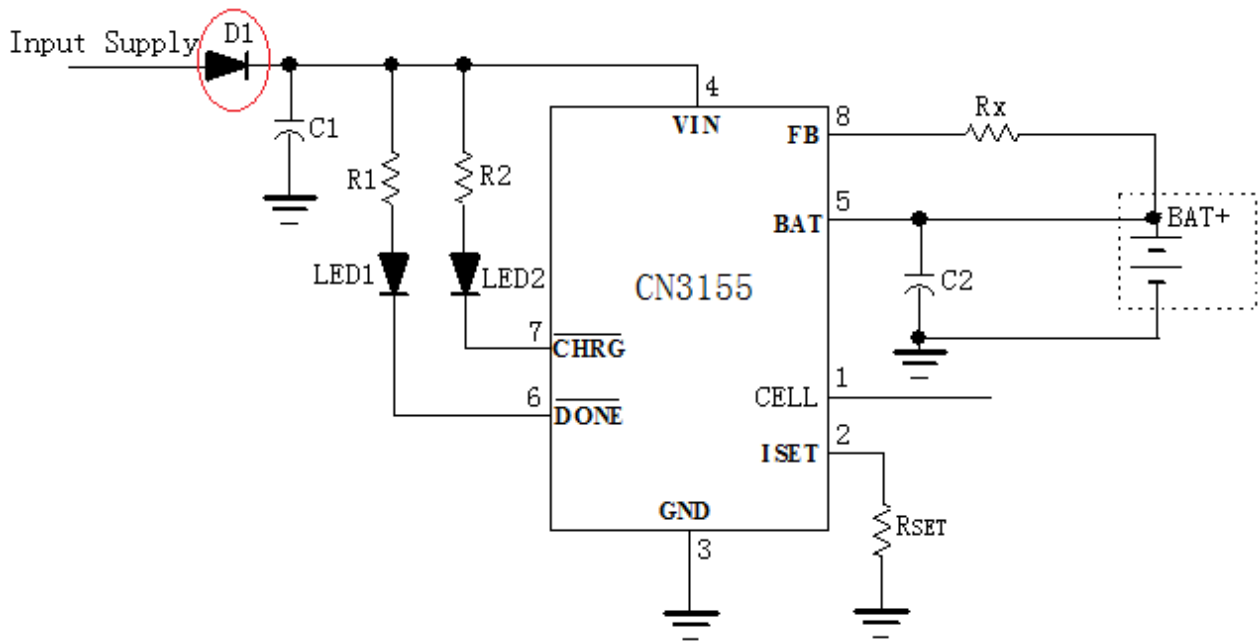 D1
Input Supply
4
VIN
8
FB
Rx
C1
R1
R2
5
BAT
BAT+
LED1
LED2
CN3155
C2
7
CHRG
1
CELL
6
DONE
2
ISET
GND
3
RSET